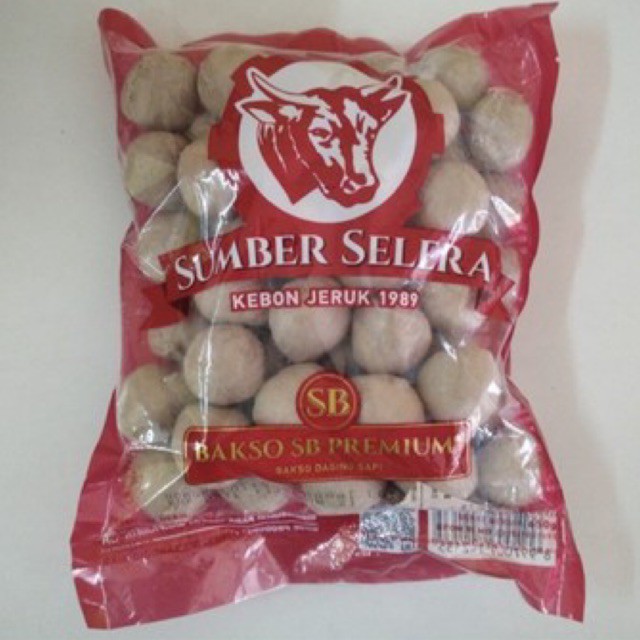 SUMBER SELERA
KEBON JERUK 1989
SB
BAKSO SB PREMIUM
BAKSO DAGING SAPI